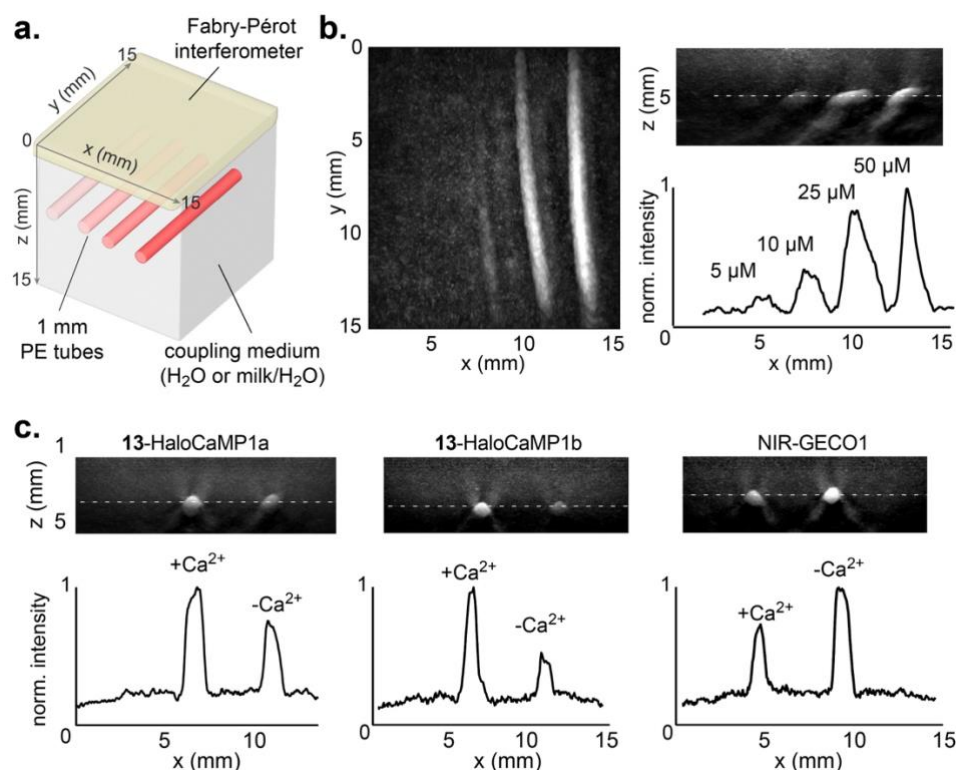 a.
Fabry-Pérot
interferometer
15
y (mm)
0
x (mm)
15
z (mm)
15
1 mm
PE tubes
coupling medium
(H₂O or milk/H₂O)
b.
0
5
10
15
y (mm)
5 10 15
x (mm)
z (mm)
5
50 µM
25 µM
10 µM
5 µM
1
norm. intensity
0
5 10 15
x (mm)
c.
13-HaloCaMP1a
1
z (mm)
5
+Ca²⁺
-Ca²⁺
1
norm. intensity
0
5 10
x (mm)
13-HaloCaMP1b
+Ca²⁺
-Ca²⁺
1
0
5 10 15
x (mm)
NIR-GECO1
-Ca²⁺
+Ca²⁺
1
0
5 10 15
x (mm)